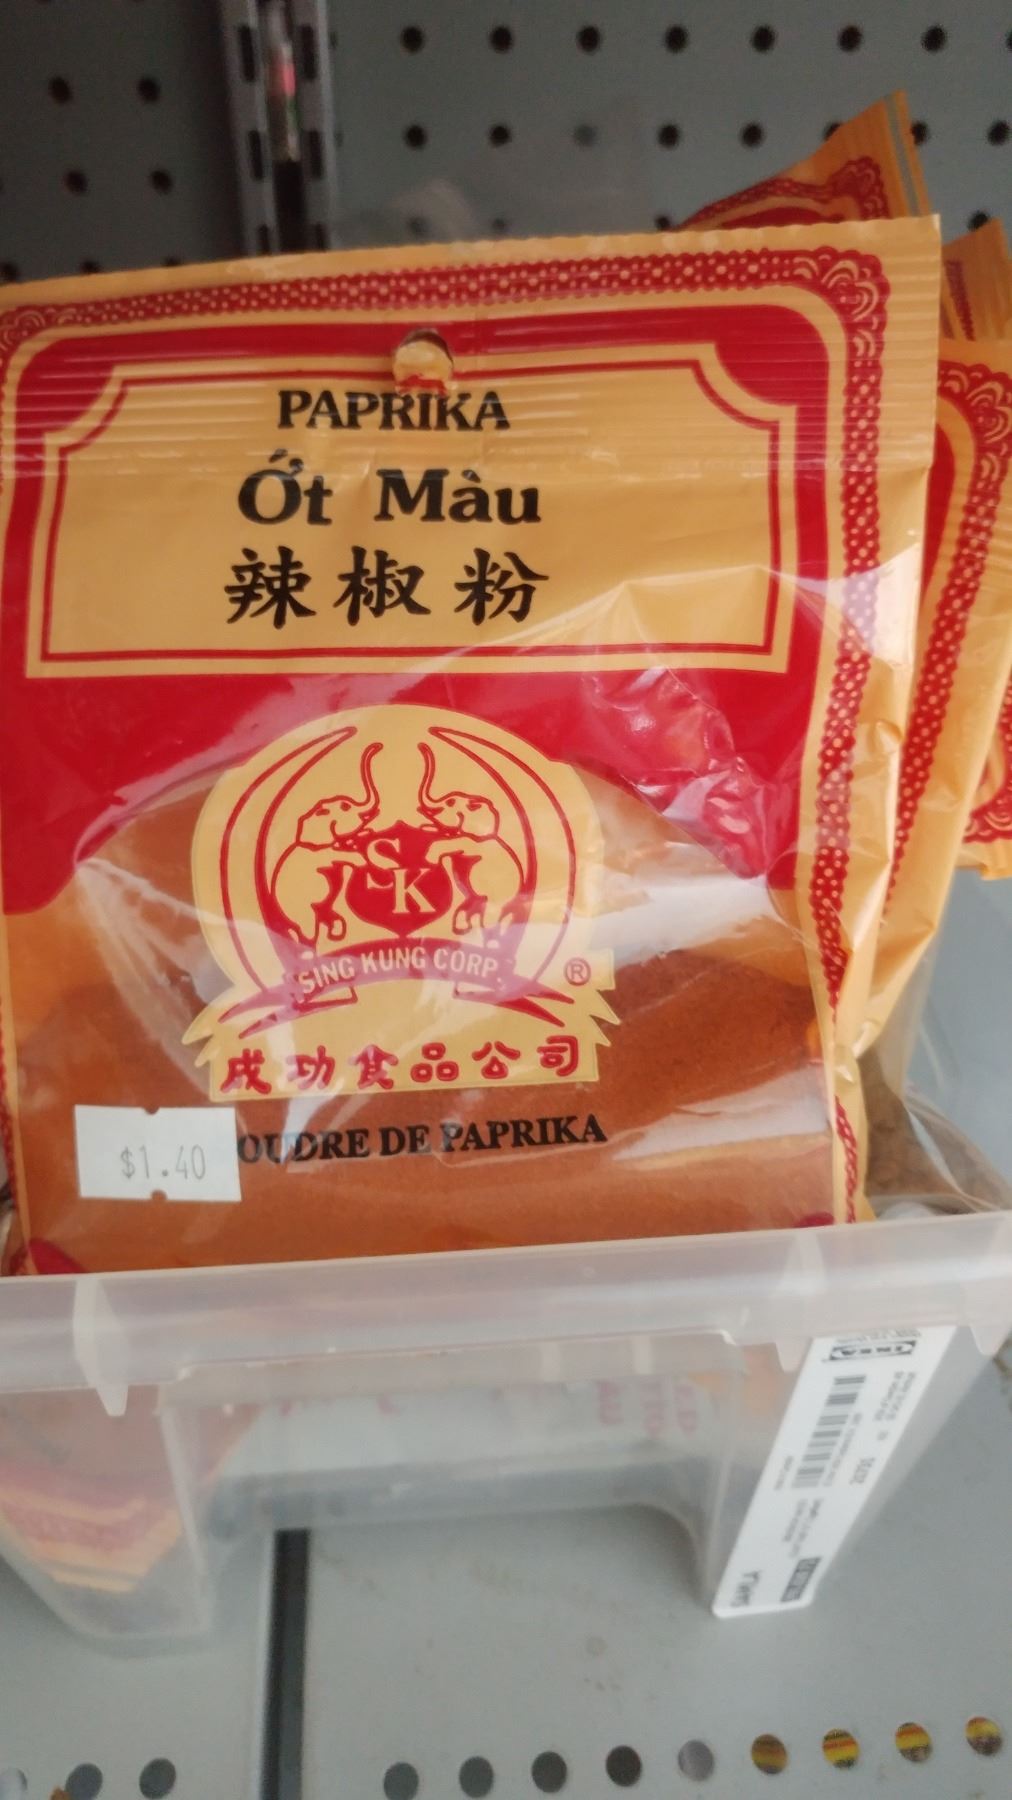 PAPRIKA
Ớt Màu
辣椒粉
S
K
SING KUNG CORP
®
成功食品公司
OUDRE DE PAPRIKA
$1.40
IKEA